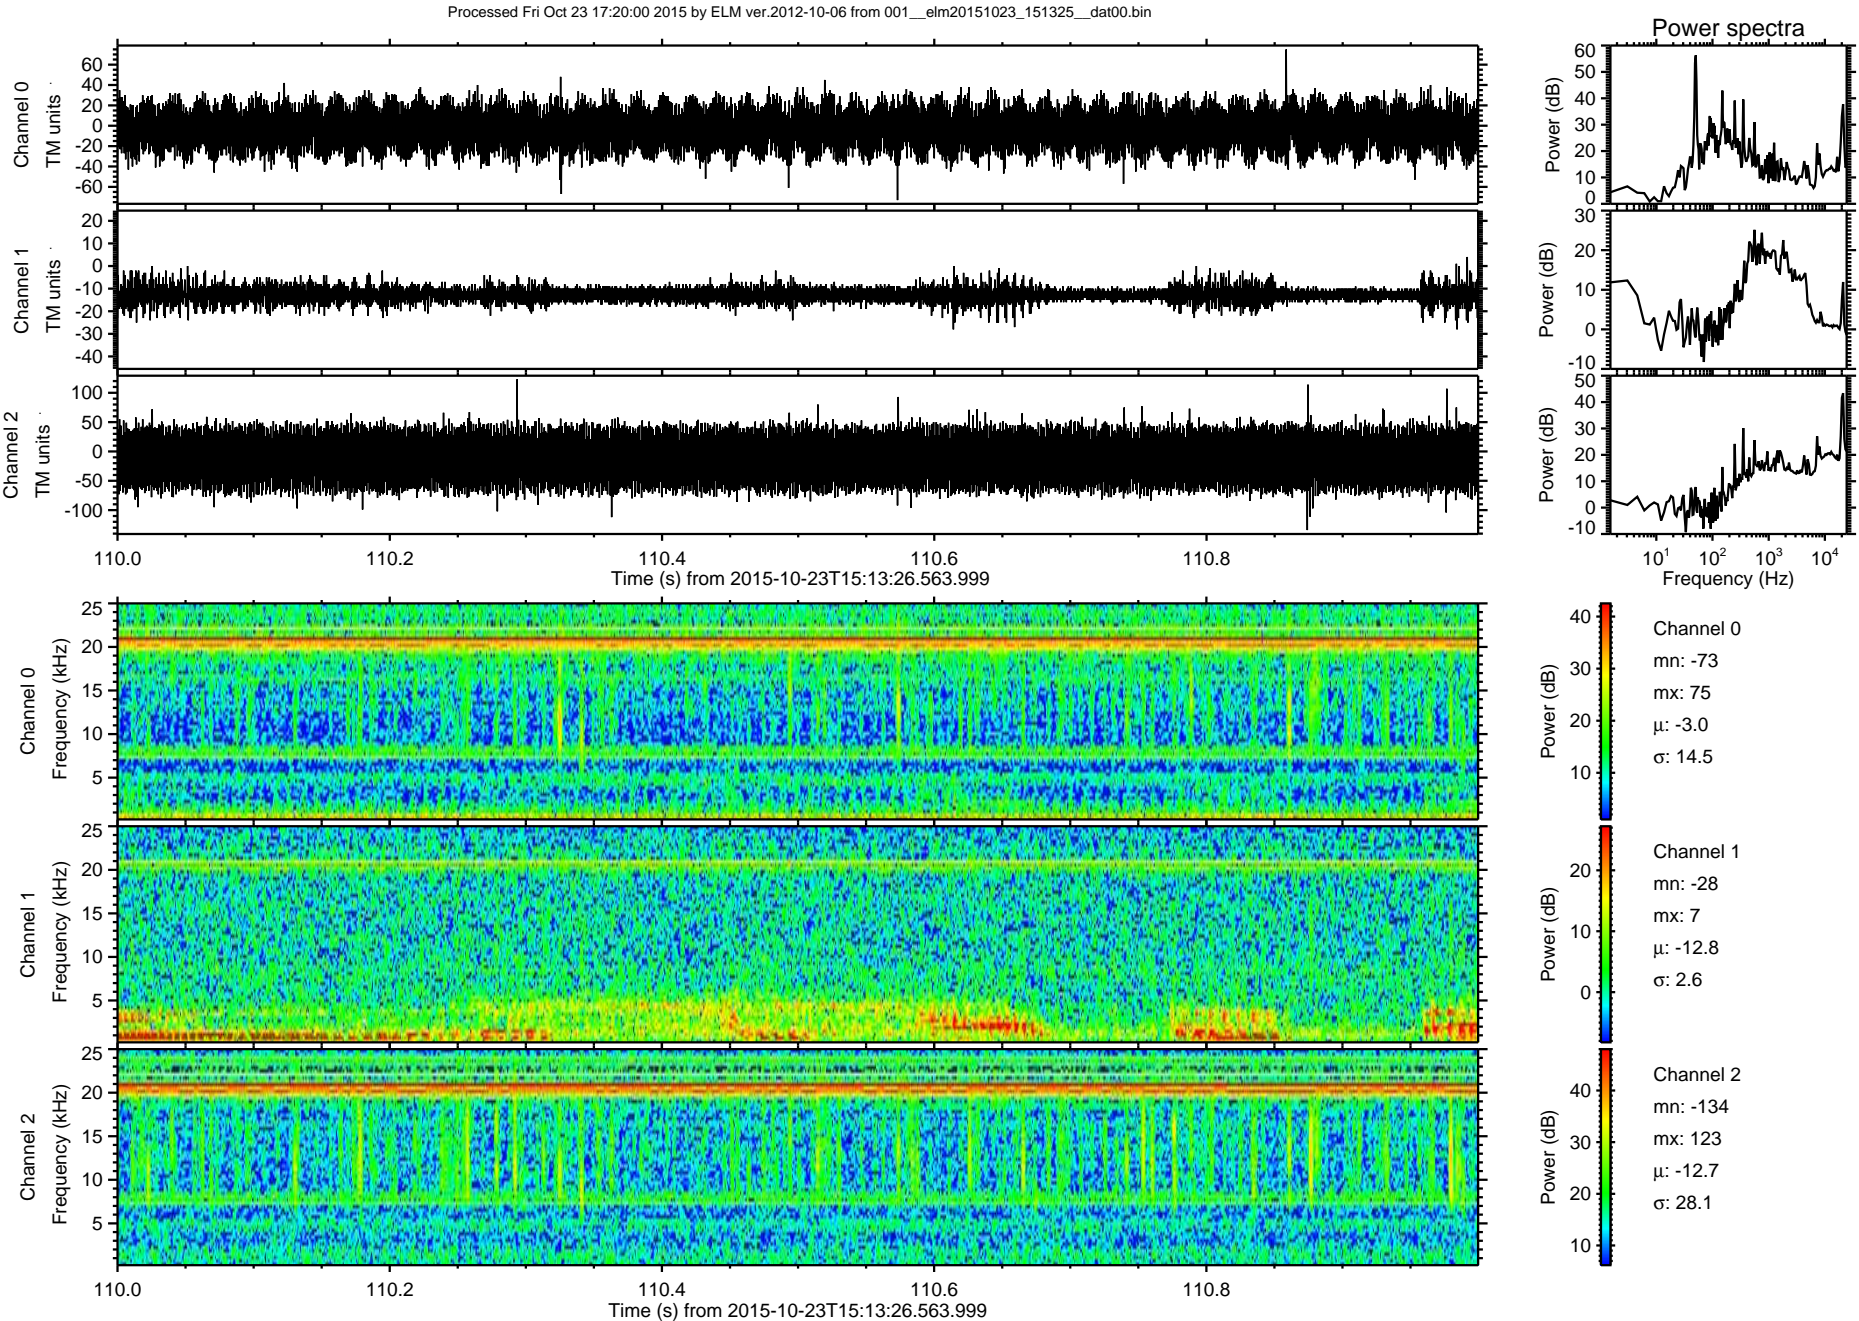 Processed Fri Oct 23 17:20:00 2015 by ELM ver.2012-10-06 from 001__elm20151023_151325__dat00.bin
Power spectra
Channel 0
TM units
60
40
20
0
-20
-40
-60
Power (dB)
60
50
40
30
20
10
0
Channel 1
TM units
20
10
0
-10
-20
-30
-40
Power (dB)
30
20
10
0
-10
Channel 2
TM units
100
50
0
-50
-100
Power (dB)
50
40
30
20
10
0
-10
110.0 110.2 110.4 110.6 110.8
Time (s) from 2015-10-23T15:13:26.563.999
10¹ 10² 10³ 10⁴
Frequency (Hz)
Channel 0
Frequency (kHz)
25
20
15
10
5
Power (dB)
40
30
20
10
Channel 0
mn: -73
mx: 75
μ: -3.0
σ: 14.5
Channel 1
Frequency (kHz)
25
20
15
10
5
Power (dB)
20
10
0
Channel 1
mn: -28
mx: 7
μ: -12.8
σ: 2.6
Channel 2
Frequency (kHz)
25
20
15
10
5
Power (dB)
40
30
20
10
Channel 2
mn: -134
mx: 123
μ: -12.7
σ: 28.1
110.0 110.2 110.4 110.6 110.8
Time (s) from 2015-10-23T15:13:26.563.999